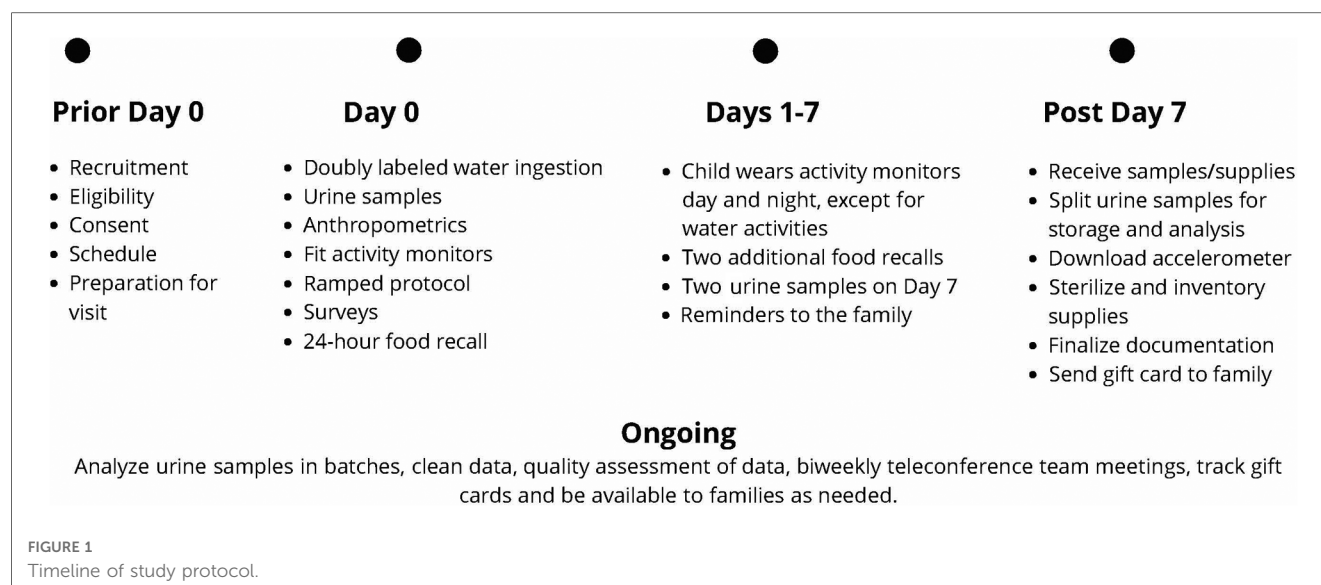 Prior Day 0
• Recruitment
• Eligibility
• Consent
• Schedule
• Preparation for
visit
Day 0
• Doubly labeled water ingestion
• Urine samples
• Anthropometrics
• Fit activity monitors
• Ramped protocol
• Surveys
• 24-hour food recall
Days 1-7
• Child wears activity monitors
day and night, except for
water activities
• Two additional food recalls
• Two urine samples on Day 7
• Reminders to the family
Post Day 7
• Receive samples/supplies
• Split urine samples for
storage and analysis
• Download accelerometer
• Sterilize and inventory
supplies
• Finalize documentation
• Send gift card to family
Ongoing
Analyze urine samples in batches, clean data, quality assessment of data, biweekly teleconference team meetings, track gift
cards and be available to families as needed.
FIGURE 1
Timeline of study protocol.